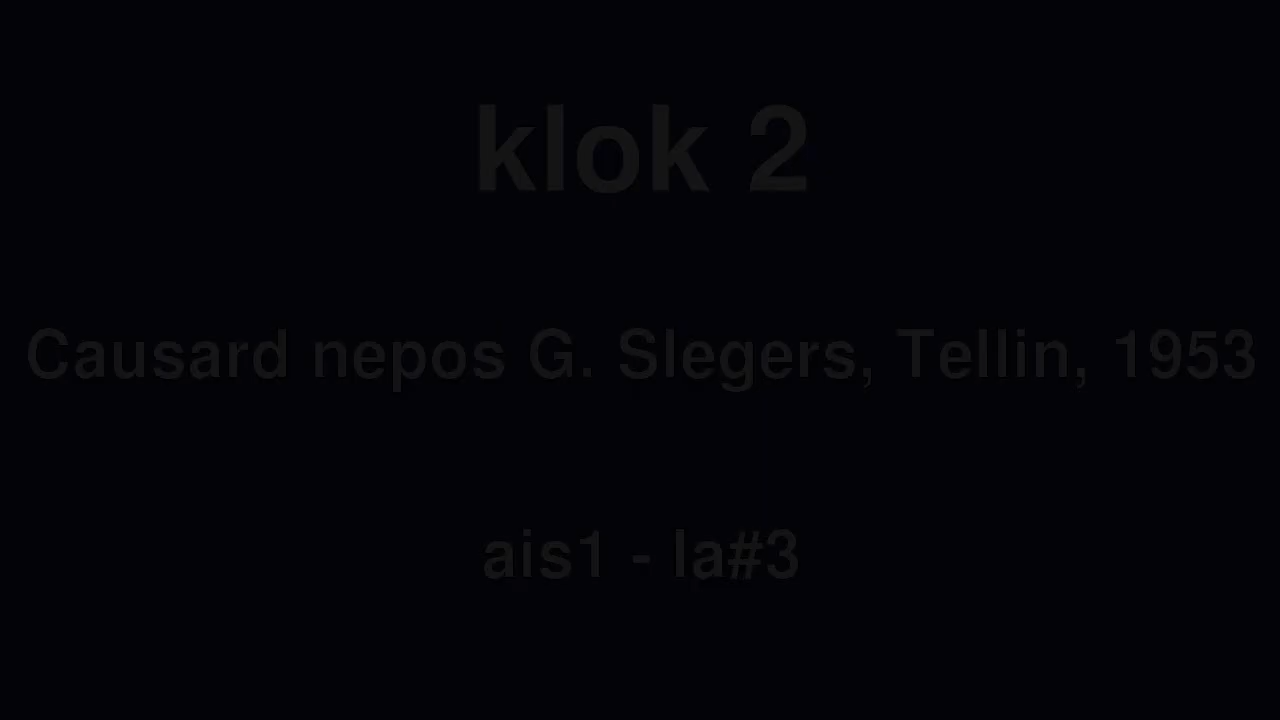 klok 2
Causard nepos G. Slegers, Tellin, 1953
ais1 - la#3